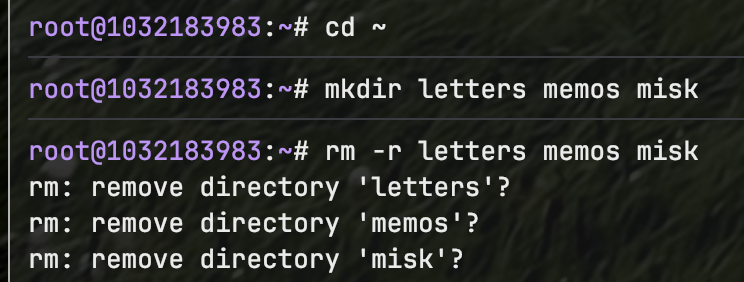 root@1032183983:~# cd ~
root@1032183983:~# mkdir letters memos misk
root@1032183983:~# rm -r letters memos misk
rm: remove directory 'letters'?
rm: remove directory 'memos'?
rm: remove directory 'misk'?